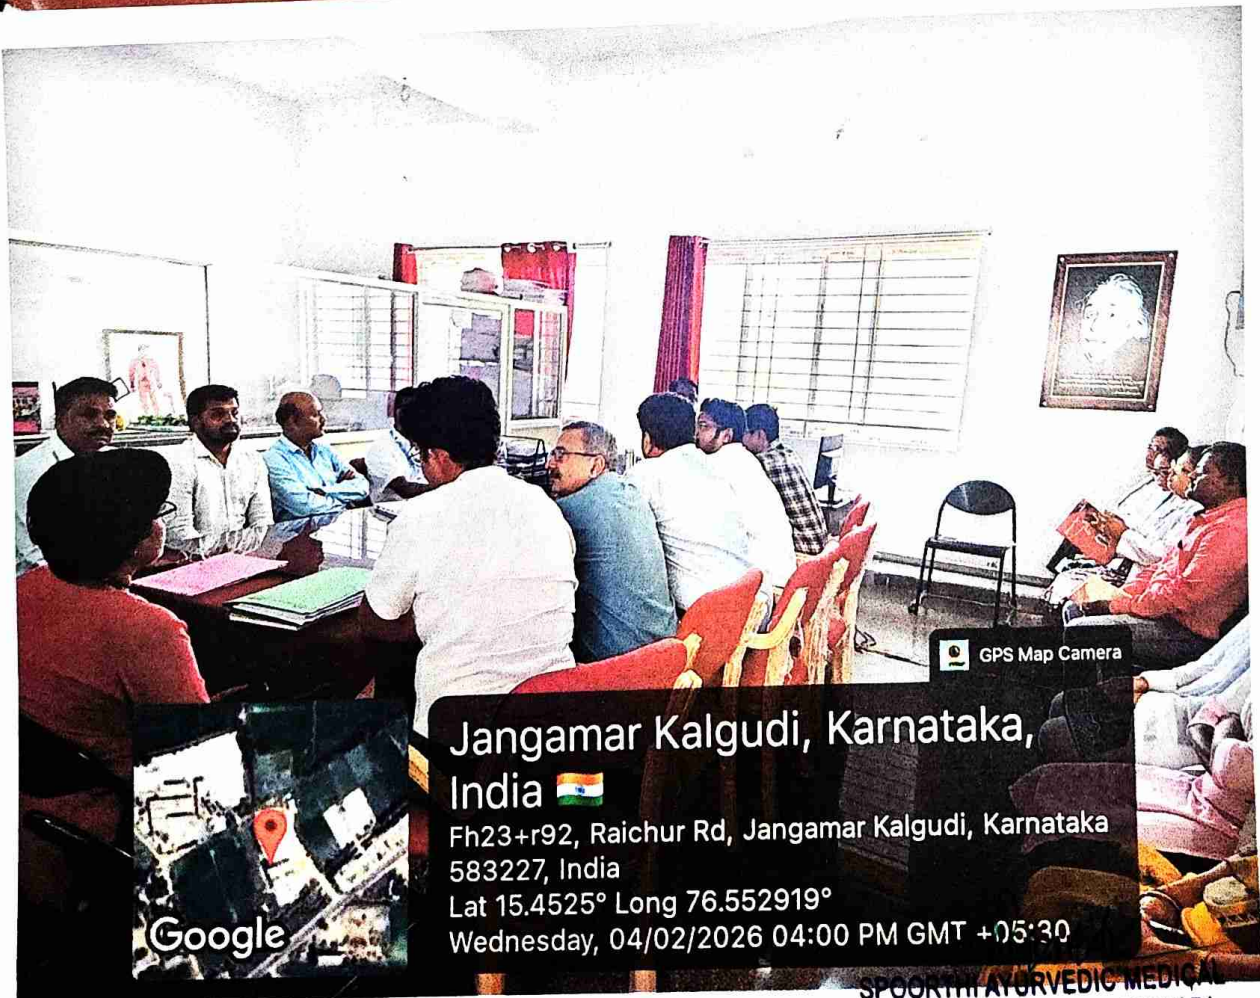 GPS Map Camera
Jangamar Kalgudi, Karnataka,
India 🇮🇳
Fh23+r92, Raichur Rd, Jangamar Kalgudi, Karnataka
583227, India
Lat 15.4525° Long 76.552919°
Wednesday, 04/02/2026 04:00 PM GMT +05:30
Google
SPOORTHI AYURVEDIC MEDICAL